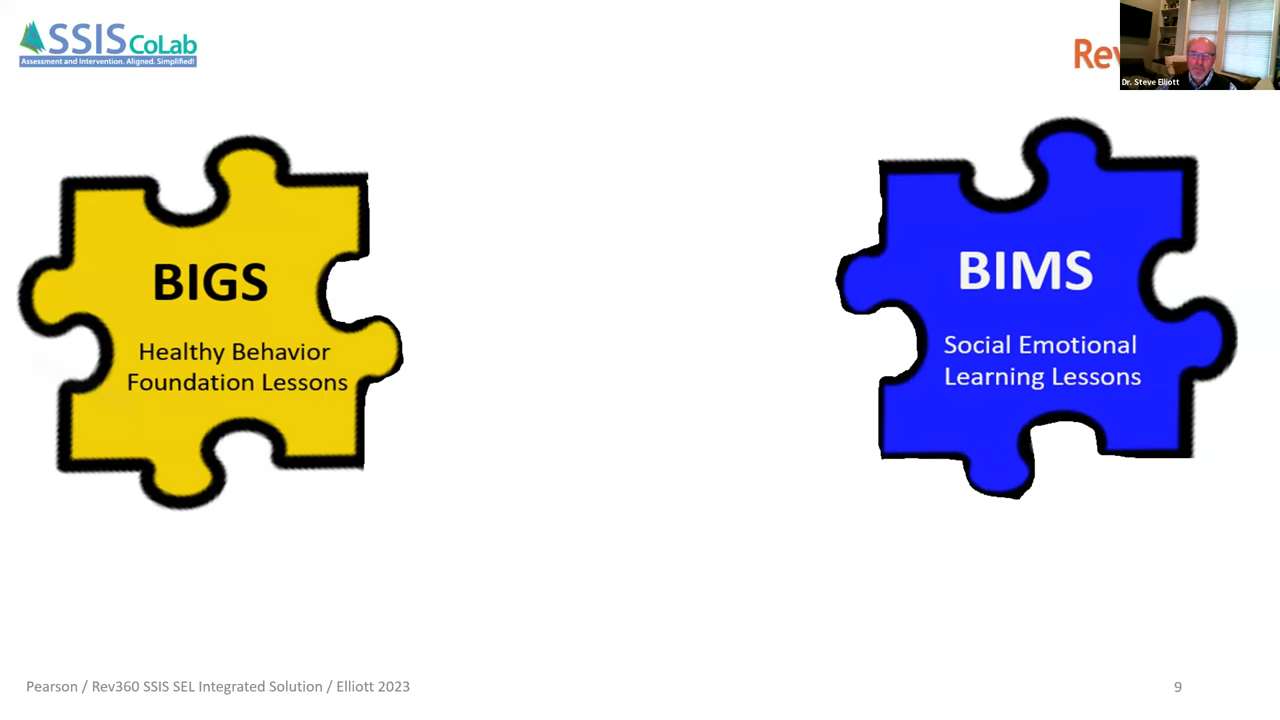 SSIS CoLab
Assessment and Intervention. Aligned. Simplified!
Rev
Dr. Steve Elliott
BIGS
Healthy Behavior
Foundation Lessons
BIMS
Social Emotional
Learning Lessons
Pearson / Rev360 SSIS SEL Integrated Solution / Elliott 2023
9